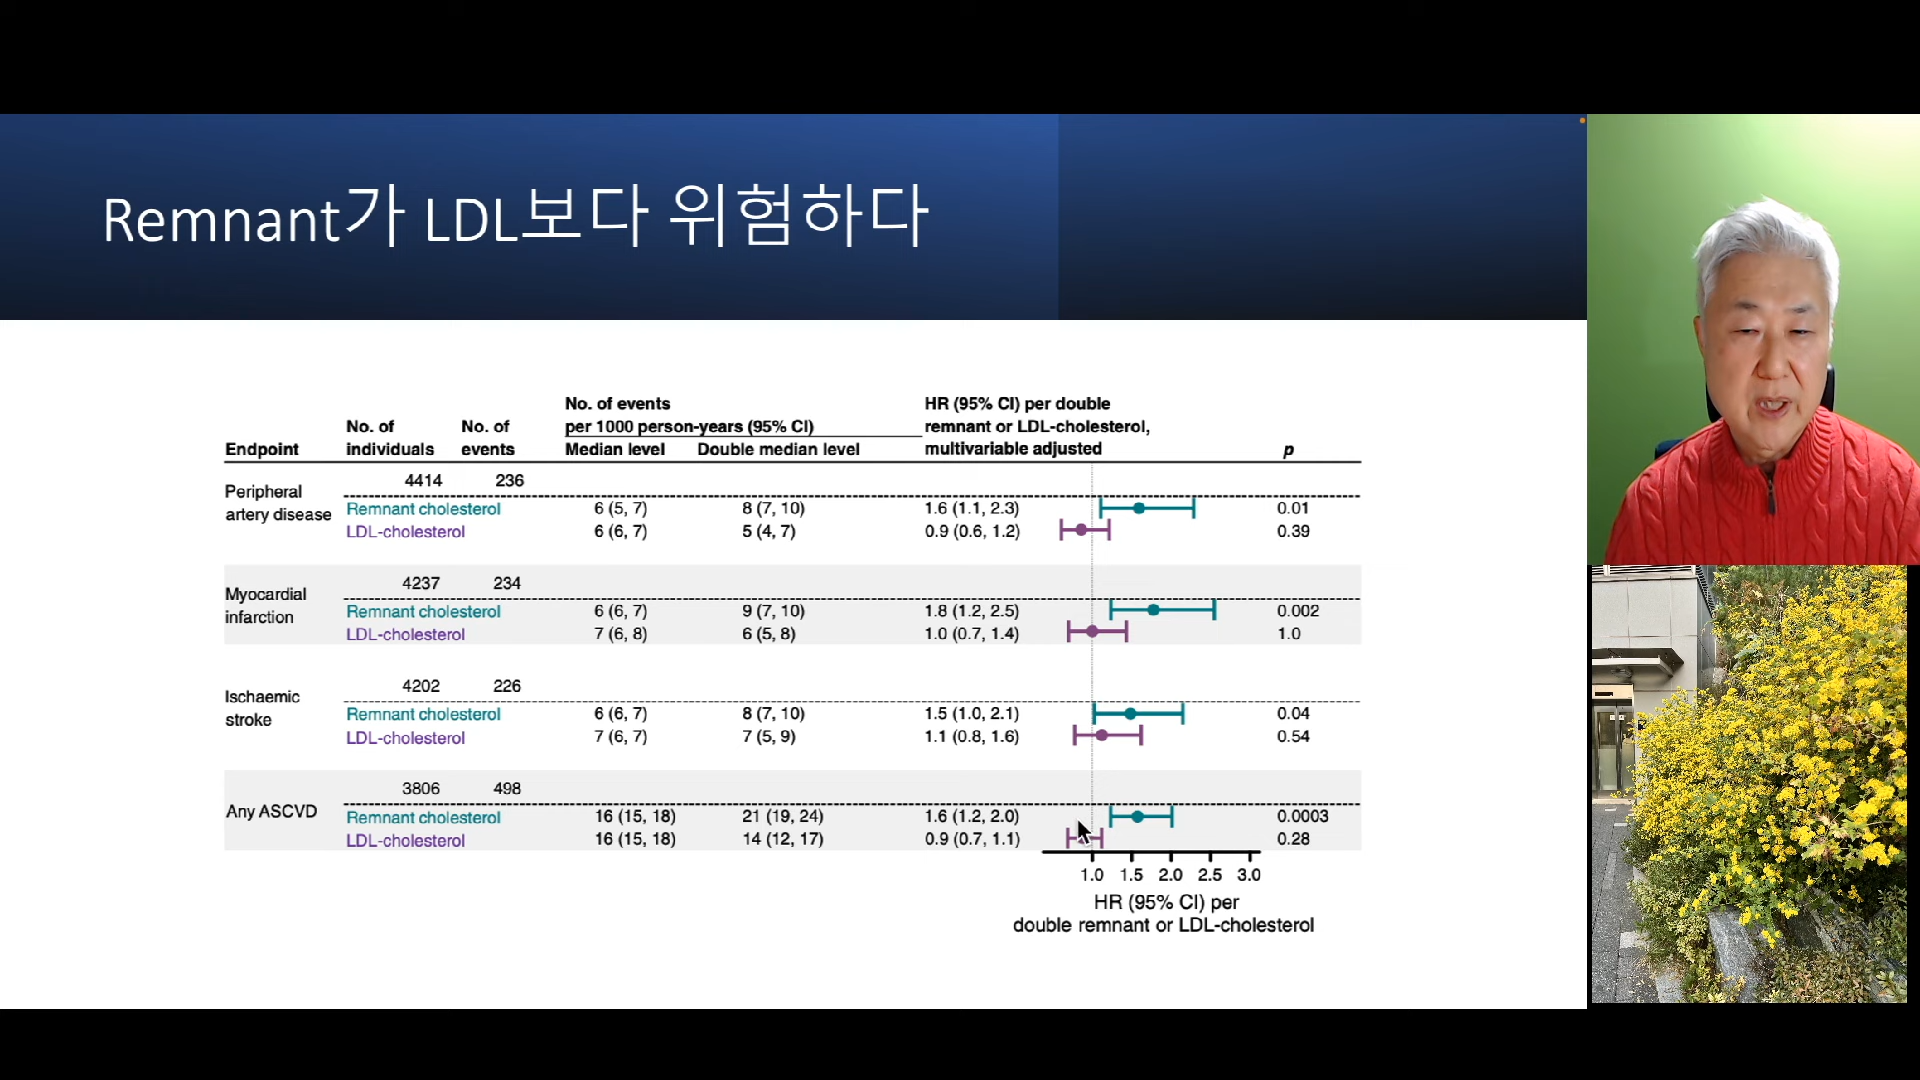 Remnant가 LDL보다 위험하다
No. of events
HR (95% CI) per double
No. of No. of per 1000 person-years (95% CI) remnant or LDL-cholesterol,
Endpoint individuals events Median level Double median level multivariable adjusted p
4414 236
Peripheral
artery disease
Remnant cholesterol 6 (5, 7) 8 (7, 10) 1.6 (1.1, 2.3) 0.01
LDL-cholesterol 6 (6, 7) 5 (4, 7) 0.9 (0.6, 1.2) 0.39
4237 234
Myocardial
infarction
Remnant cholesterol 6 (6, 7) 9 (7, 10) 1.8 (1.2, 2.5) 0.002
LDL-cholesterol 7 (6, 8) 6 (5, 8) 1.0 (0.7, 1.4) 1.0
4202 226
Ischaemic
stroke
Remnant cholesterol 6 (6, 7) 8 (7, 10) 1.5 (1.0, 2.1) 0.04
LDL-cholesterol 7 (6, 7) 7 (5, 9) 1.1 (0.8, 1.6) 0.54
3806 498
Any ASCVD
Remnant cholesterol 16 (15, 18) 21 (19, 24) 1.6 (1.2, 2.0) 0.0003
LDL-cholesterol 16 (15, 18) 14 (12, 17) 0.9 (0.7, 1.1) 0.28
1.0 1.5 2.0 2.5 3.0
HR (95% CI) per
double remnant or LDL-cholesterol